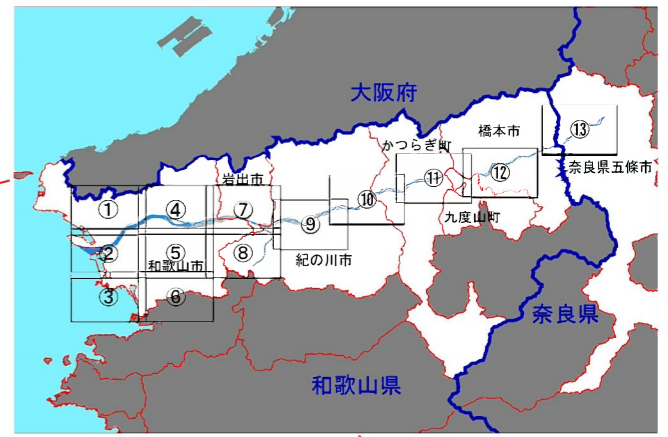 大阪府
橋本市
⑬
かつらぎ町
奈良県五條市
⑪
⑫
岩出市
⑩
①
④
⑦
九度山町
⑨
②
⑤
⑧
紀の川市
和歌山市
③
⑥
奈良県
和歌山県